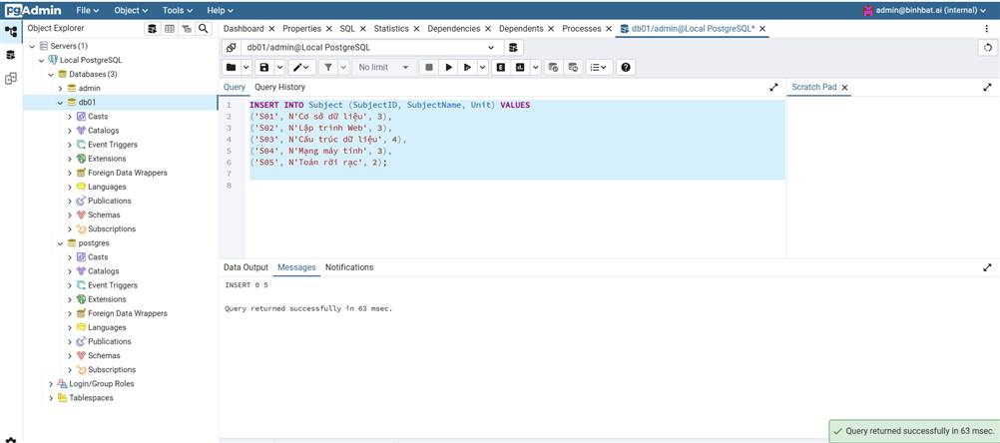 pgAdmin File Object Tools Help admin@binhbat.ai (internal)
Object Explorer
Dashboard Properties SQL Statistics Dependencies Dependents Processes db01/admin@Local PostgreSQL*
Servers (1)
Local PostgreSQL
Databases (3)
admin
db01
Casts
Catalogs
Event Triggers
Extensions
Foreign Data Wrappers
Languages
Publications
Schemas
Subscriptions
postgres
Casts
Catalogs
Event Triggers
Extensions
Foreign Data Wrappers
Languages
Publications
Schemas
Subscriptions
Login/Group Roles
Tablespaces
db01/admin@Local PostgreSQL
No limit
E
Query Query History
Scratch Pad
1 INSERT INTO Subject (SubjectID, SubjectName, Unit) VALUES
2 ('S01', N'Cơ sở dữ liệu', 3),
3 ('S02', N'Lập trình Web', 3),
4 ('S03', N'Cấu trúc dữ liệu', 4),
5 ('S04', N'Mạng máy tính', 3),
6 ('S05', N'Toán rời rạc', 2);
7
8
Data Output Messages Notifications
INSERT 0 5
Query returned successfully in 63 msec.
Query returned successfully in 63 msec.